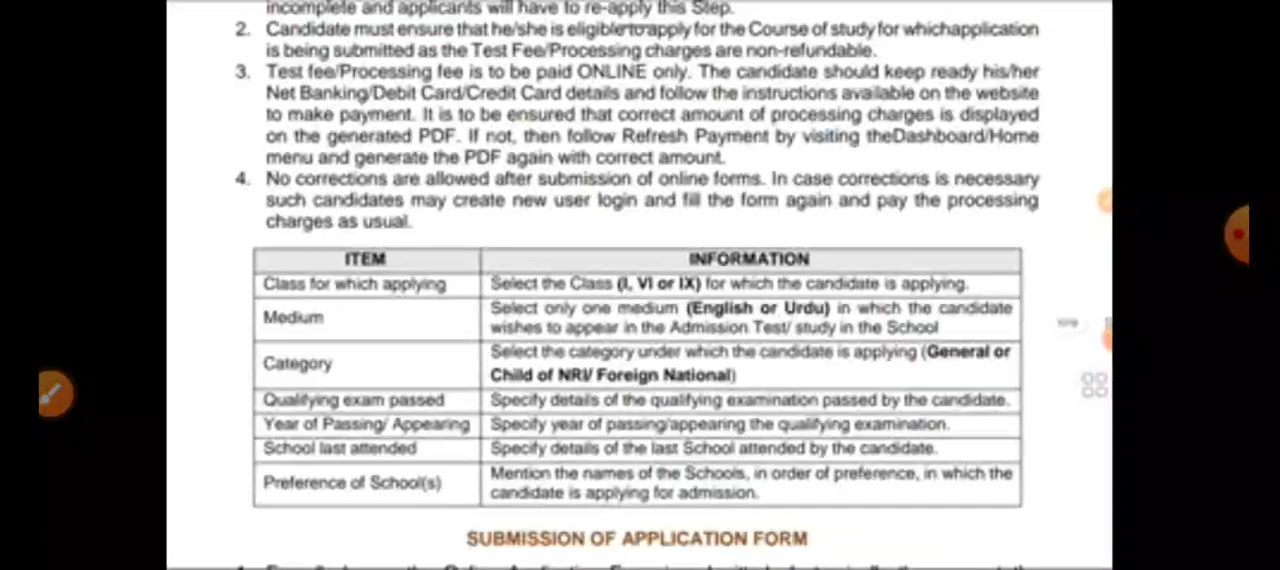 incomplete and applicants will have to re-apply this Step.
2. Candidate must ensure that he/she is eligibletoapply for the Course of study for whichapplication
is being submitted as the Test Fee/Processing charges are non-refundable.
3. Test fee/Processing fee is to be paid ONLINE only. The candidate should keep ready his/her
Net Banking/Debit Card/Credit Card details and follow the instructions available on the website
to make payment. It is to be ensured that correct amount of processing charges is displayed
on the generated PDF. If not, then follow Refresh Payment by visiting theDashboard/Home
menu and generate the PDF again with correct amount.
4. No corrections are allowed after submission of online forms. In case corrections is necessary
such candidates may create new user login and fill the form again and pay the processing
charges as usual.
ITEM INFORMATION
Class for which applying Select the Class (I, VI or IX) for which the candidate is applying.
Medium Select only one medium (English or Urdu) in which the candidate
wishes to appear in the Admission Test/ study in the School
Category Select the category under which the candidate is applying (General or
Child of NRI/ Foreign National)
Qualifying exam passed Specify details of the qualifying examination passed by the candidate.
Year of Passing/ Appearing Specify year of passing/appearing the qualifying examination.
School last attended Specify details of the last School attended by the candidate.
Preference of School(s) Mention the names of the Schools, in order of preference, in which the
candidate is applying for admission.
SUBMISSION OF APPLICATION FORM